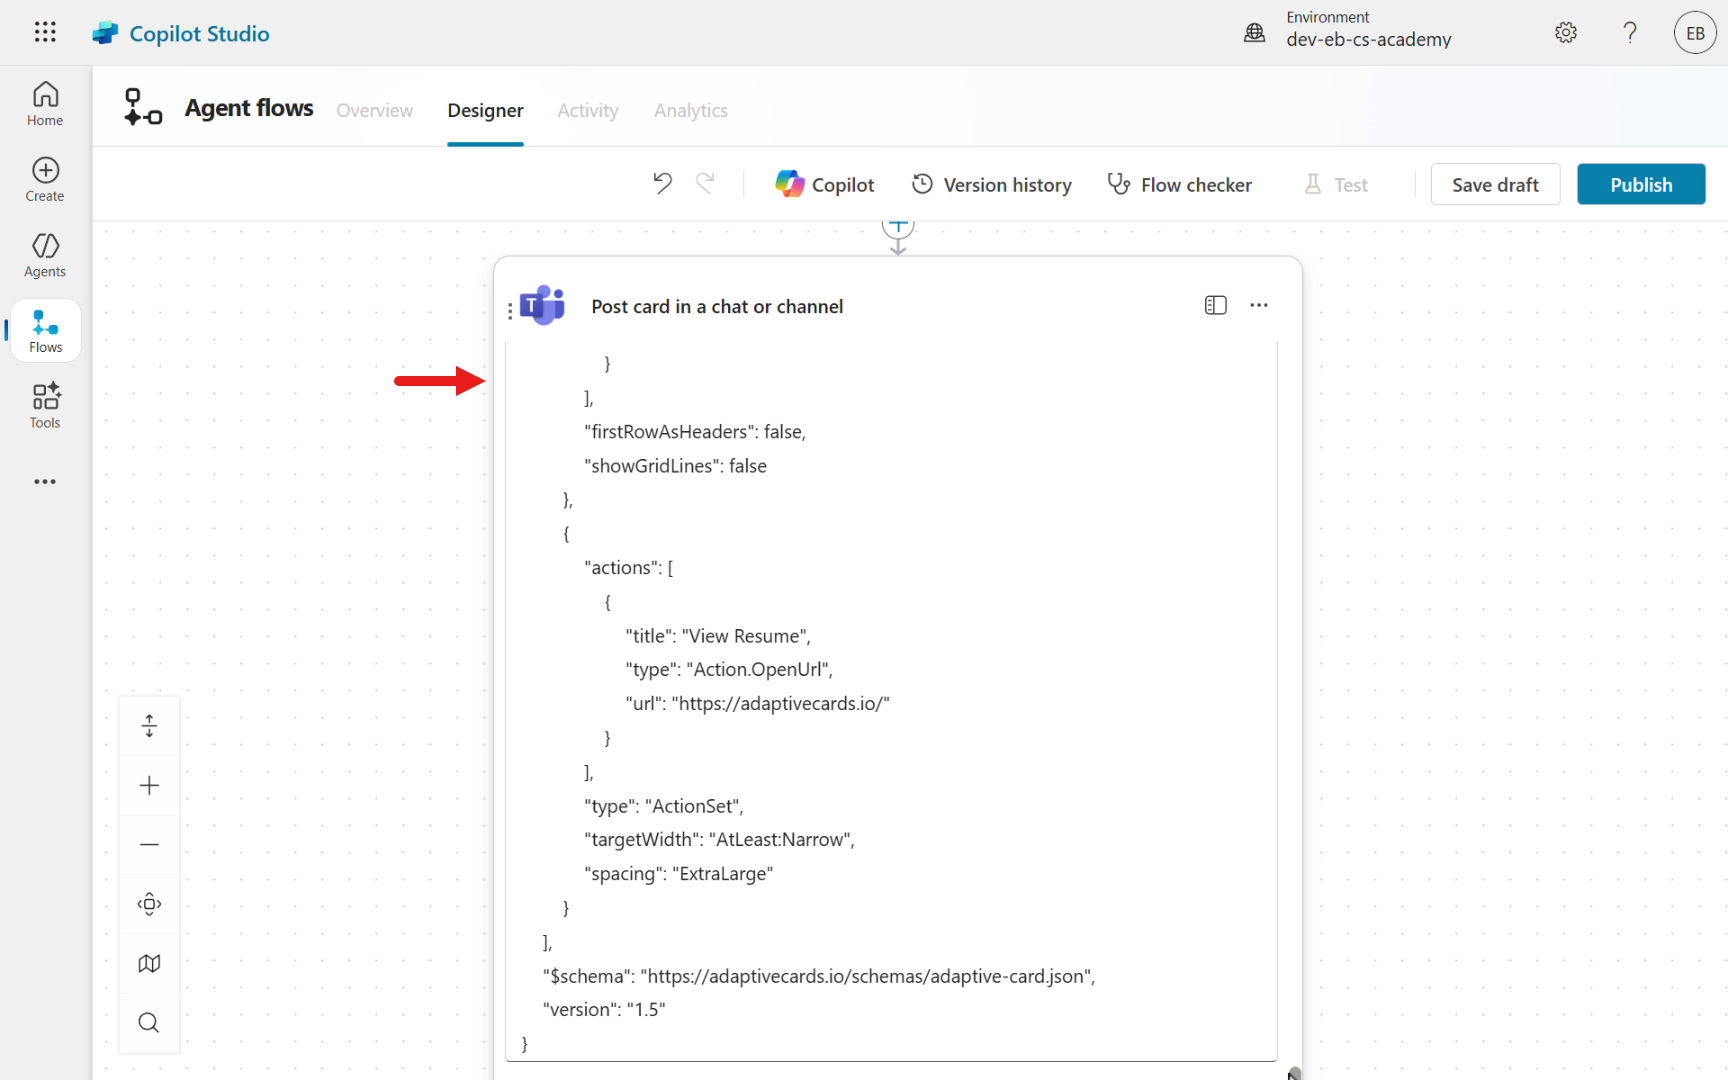 Copilot Studio
Environment
dev-eb-cs-academy
?
EB
Home
Create
Agents
Flows
Tools
Agent flows
Overview
Designer
Activity
Analytics
Copilot
Version history
Flow checker
Test
Save draft
Publish
T
Post card in a chat or channel
}
],
"firstRowAsHeaders": false,
"showGridLines": false
},
{
"actions": [
{
"title": "View Resume",
"type": "Action.OpenUrl",
"url": "https://adaptivecards.io/"
}
],
"type": "ActionSet",
"targetWidth": "AtLeast:Narrow",
"spacing": "ExtraLarge"
}
],
"$schema": "https://adaptivecards.io/schemas/adaptive-card.json",
"version": "1.5"
}